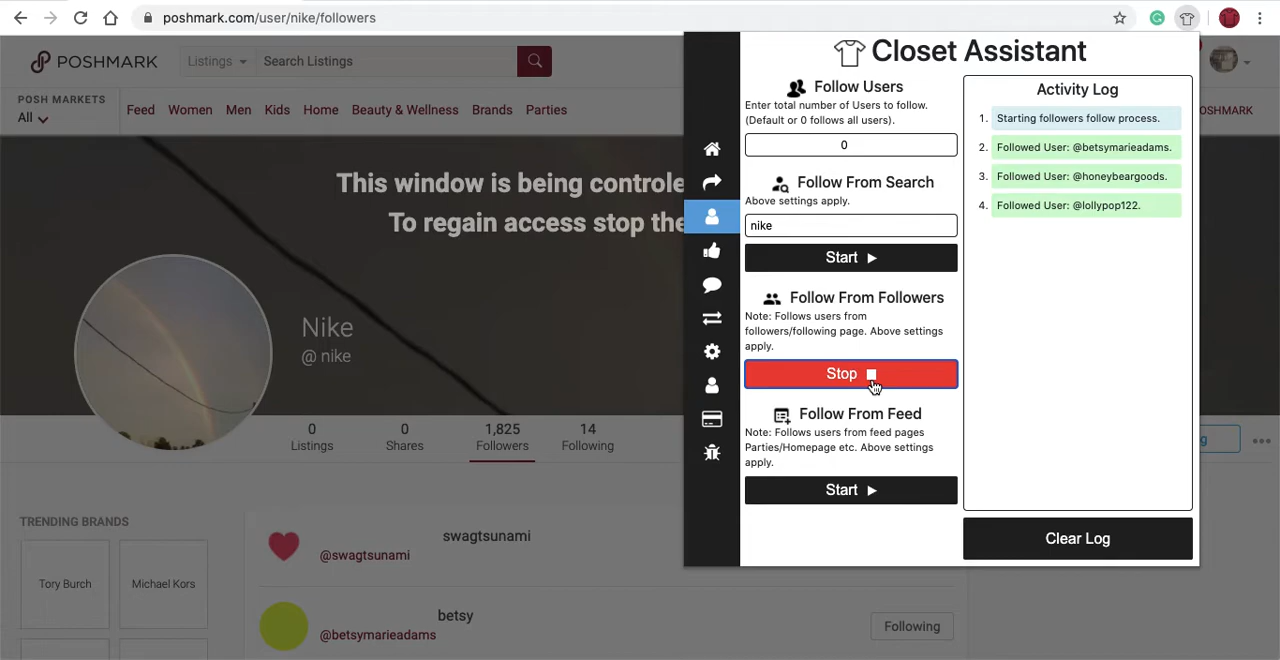 poshmark.com/user/nike/followers
POSHMARK
Listings
Search Listings
POSH MARKETS
All
Feed
Women
Men
Kids
Home
Beauty & Wellness
Brands
Parties
OSHMARK
This window is being controle
To regain access stop the
Nike
@ nike
0
Listings
0
Shares
1,825
Followers
14
Following
g
TRENDING BRANDS
Tory Burch
Michael Kors
swagtsunami
@swagtsunami
betsy
@betsymarieadams
Following
Closet Assistant
Follow Users
Enter total number of Users to follow.
(Default or 0 follows all users).
0
Follow From Search
Above settings apply.
nike
Start
Follow From Followers
Note: Follows users from
followers/following page. Above settings
apply.
Stop
Follow From Feed
Note: Follows users from feed pages
Parties/Homepage etc. Above settings
apply.
Start
Activity Log
1. Starting followers follow process.
2. Followed User: @betsymarieadams.
3. Followed User: @honeybeargoods.
4. Followed User: @lollypop122.
Clear Log